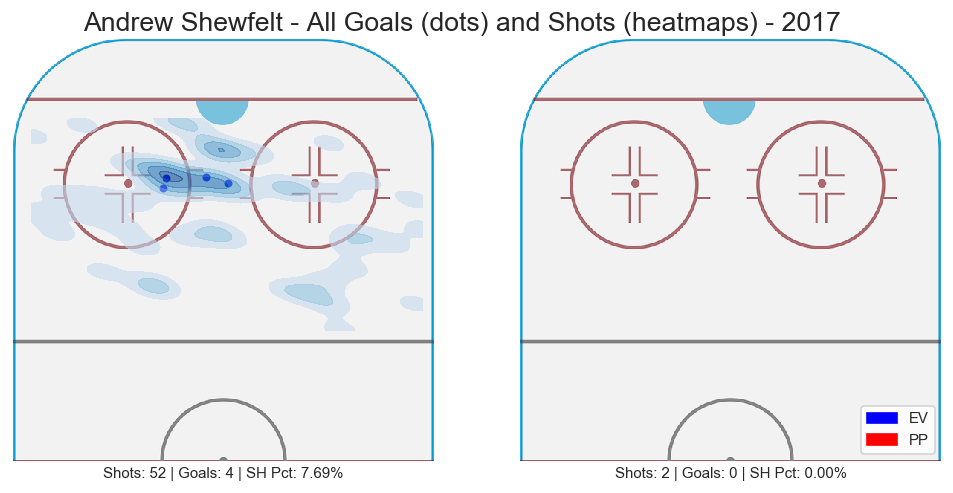 Andrew Shewfelt - All Goals (dots) and Shots (heatmaps) - 2017
EV
PP
Shots: 52 | Goals: 4 | SH Pct: 7.69%
Shots: 2 | Goals: 0 | SH Pct: 0.00%